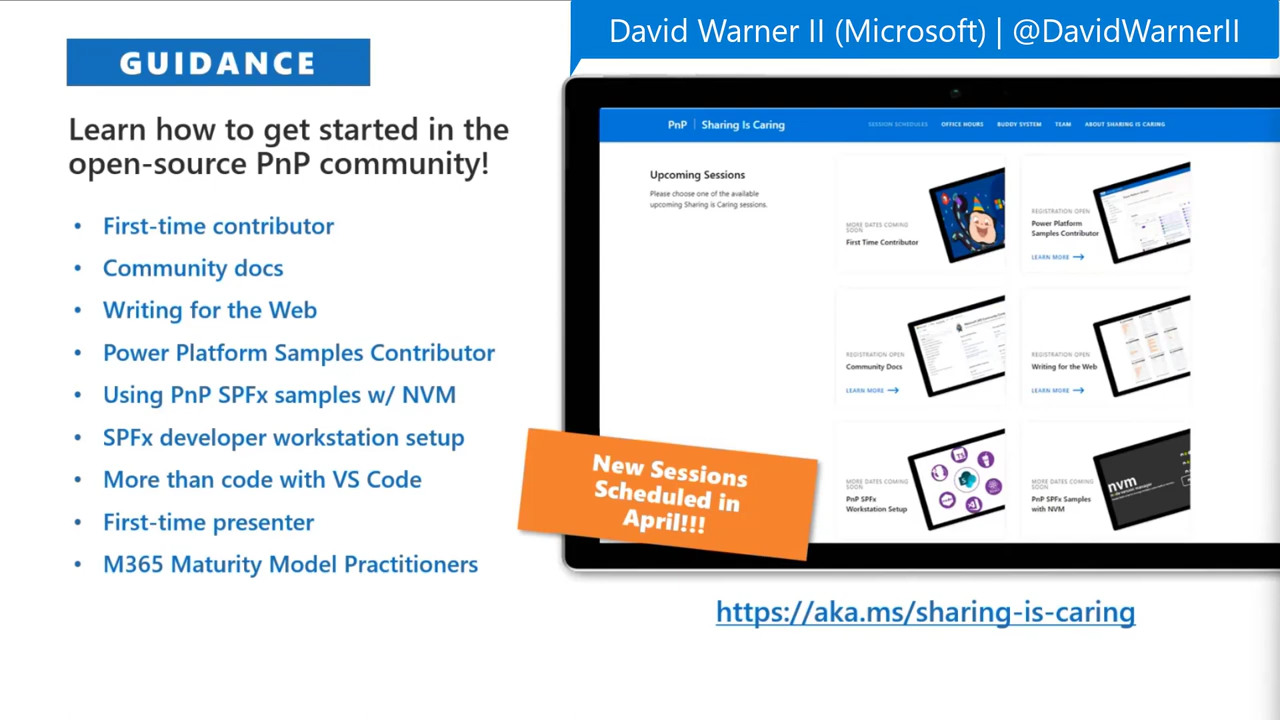 David Warner II (Microsoft) | @DavidWarnerII
GUIDANCE
Learn how to get started in the
open-source PnP community!
• First-time contributor
• Community docs
• Writing for the Web
• Power Platform Samples Contributor
• Using PnP SPFx samples w/ NVM
• SPFx developer workstation setup
• More than code with VS Code
• First-time presenter
• M365 Maturity Model Practitioners
PnP | Sharing Is Caring
SESSION SCHEDULES OFFICE HOURS BUDDY SYSTEM TEAM ABOUT SHARING IS CARING
Upcoming Sessions
Please choose one of the available
upcoming Sharing is Caring sessions.
MORE DATES COMING
SOON
First Time Contributor
REGISTRATION OPEN
Power Platform
Samples Contributor
LEARN MORE
REGISTRATION OPEN
Community Docs
LEARN MORE
REGISTRATION OPEN
Writing for the Web
LEARN MORE
MORE DATES COMING
SOON
PnP SPFx
Workstation Setup
MORE DATES COMING
SOON
PnP SPFx Samples
with NVM
nvm
New Sessions
Scheduled in
April!!!
https://aka.ms/sharing-is-caring